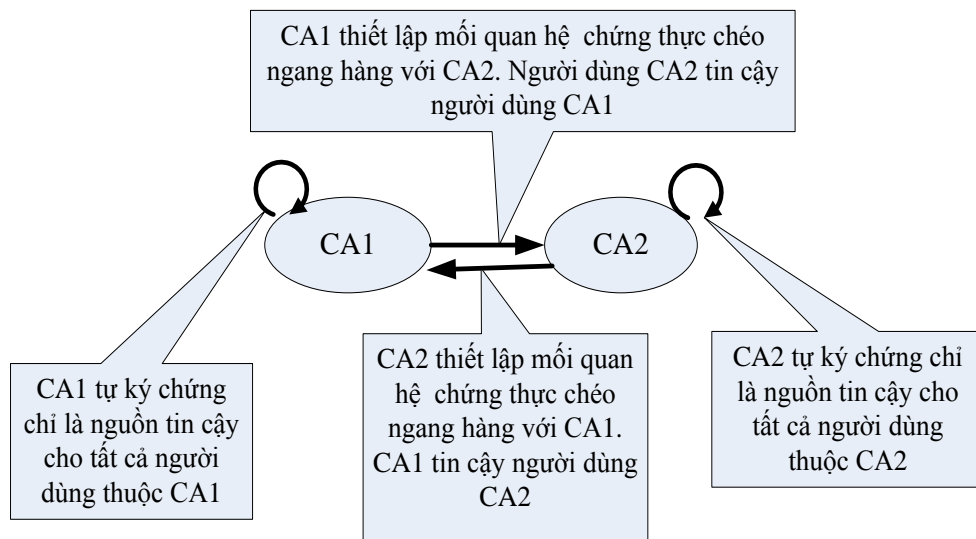 CA1 thiết lập mối quan hệ chứng thực chéo
ngang hàng với CA2. Người dùng CA2 tin cậy
người dùng CA1
CA1
CA2
CA1 tự ký chứng
chỉ là nguồn tin cậy
cho tất cả người
dùng thuộc CA1
CA2 thiết lập mối quan
hệ chứng thực chéo
ngang hàng với CA1.
CA1 tin cậy người dùng
CA2
CA2 tự ký chứng chỉ
là nguồn tin cậy cho
tất cả người dùng
thuộc CA2